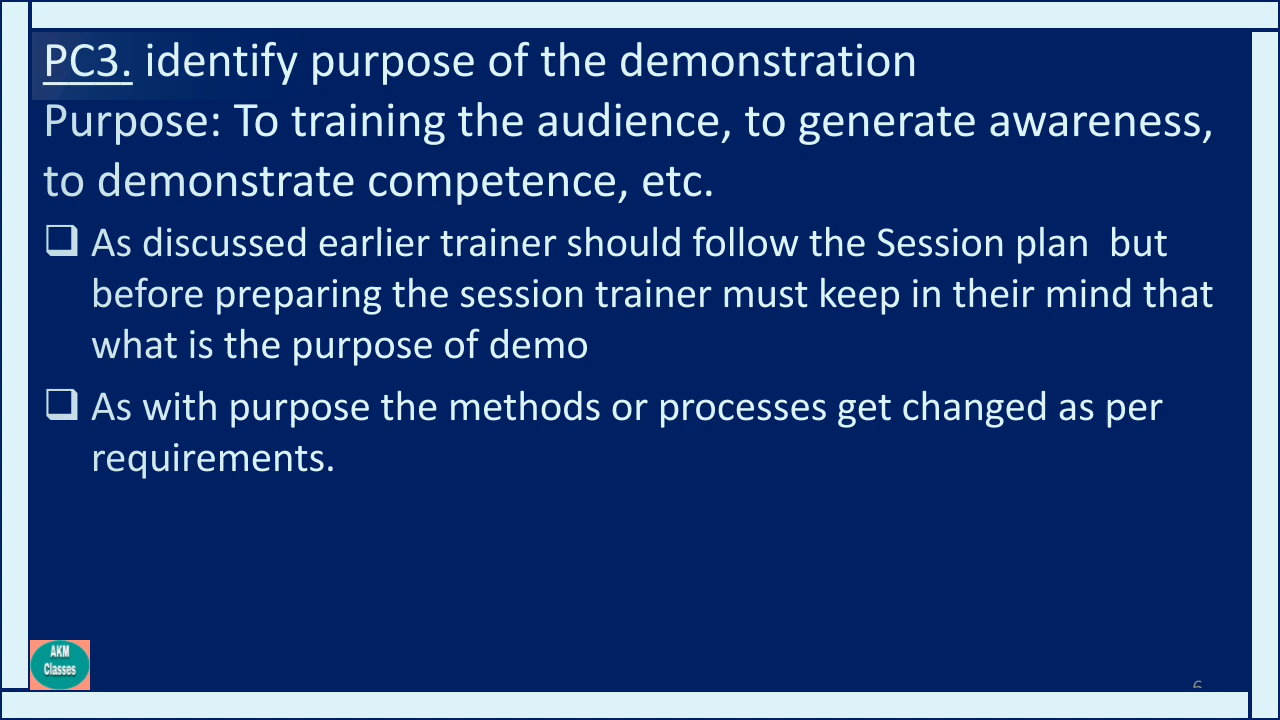 PC3. identify purpose of the demonstration
Purpose: To training the audience, to generate awareness,
to demonstrate competence, etc.
❑ As discussed earlier trainer should follow the Session plan  but
before preparing the session trainer must keep in their mind that
what is the purpose of demo
❑ As with purpose the methods or processes get changed as per
requirements.
AKM
Classes
6